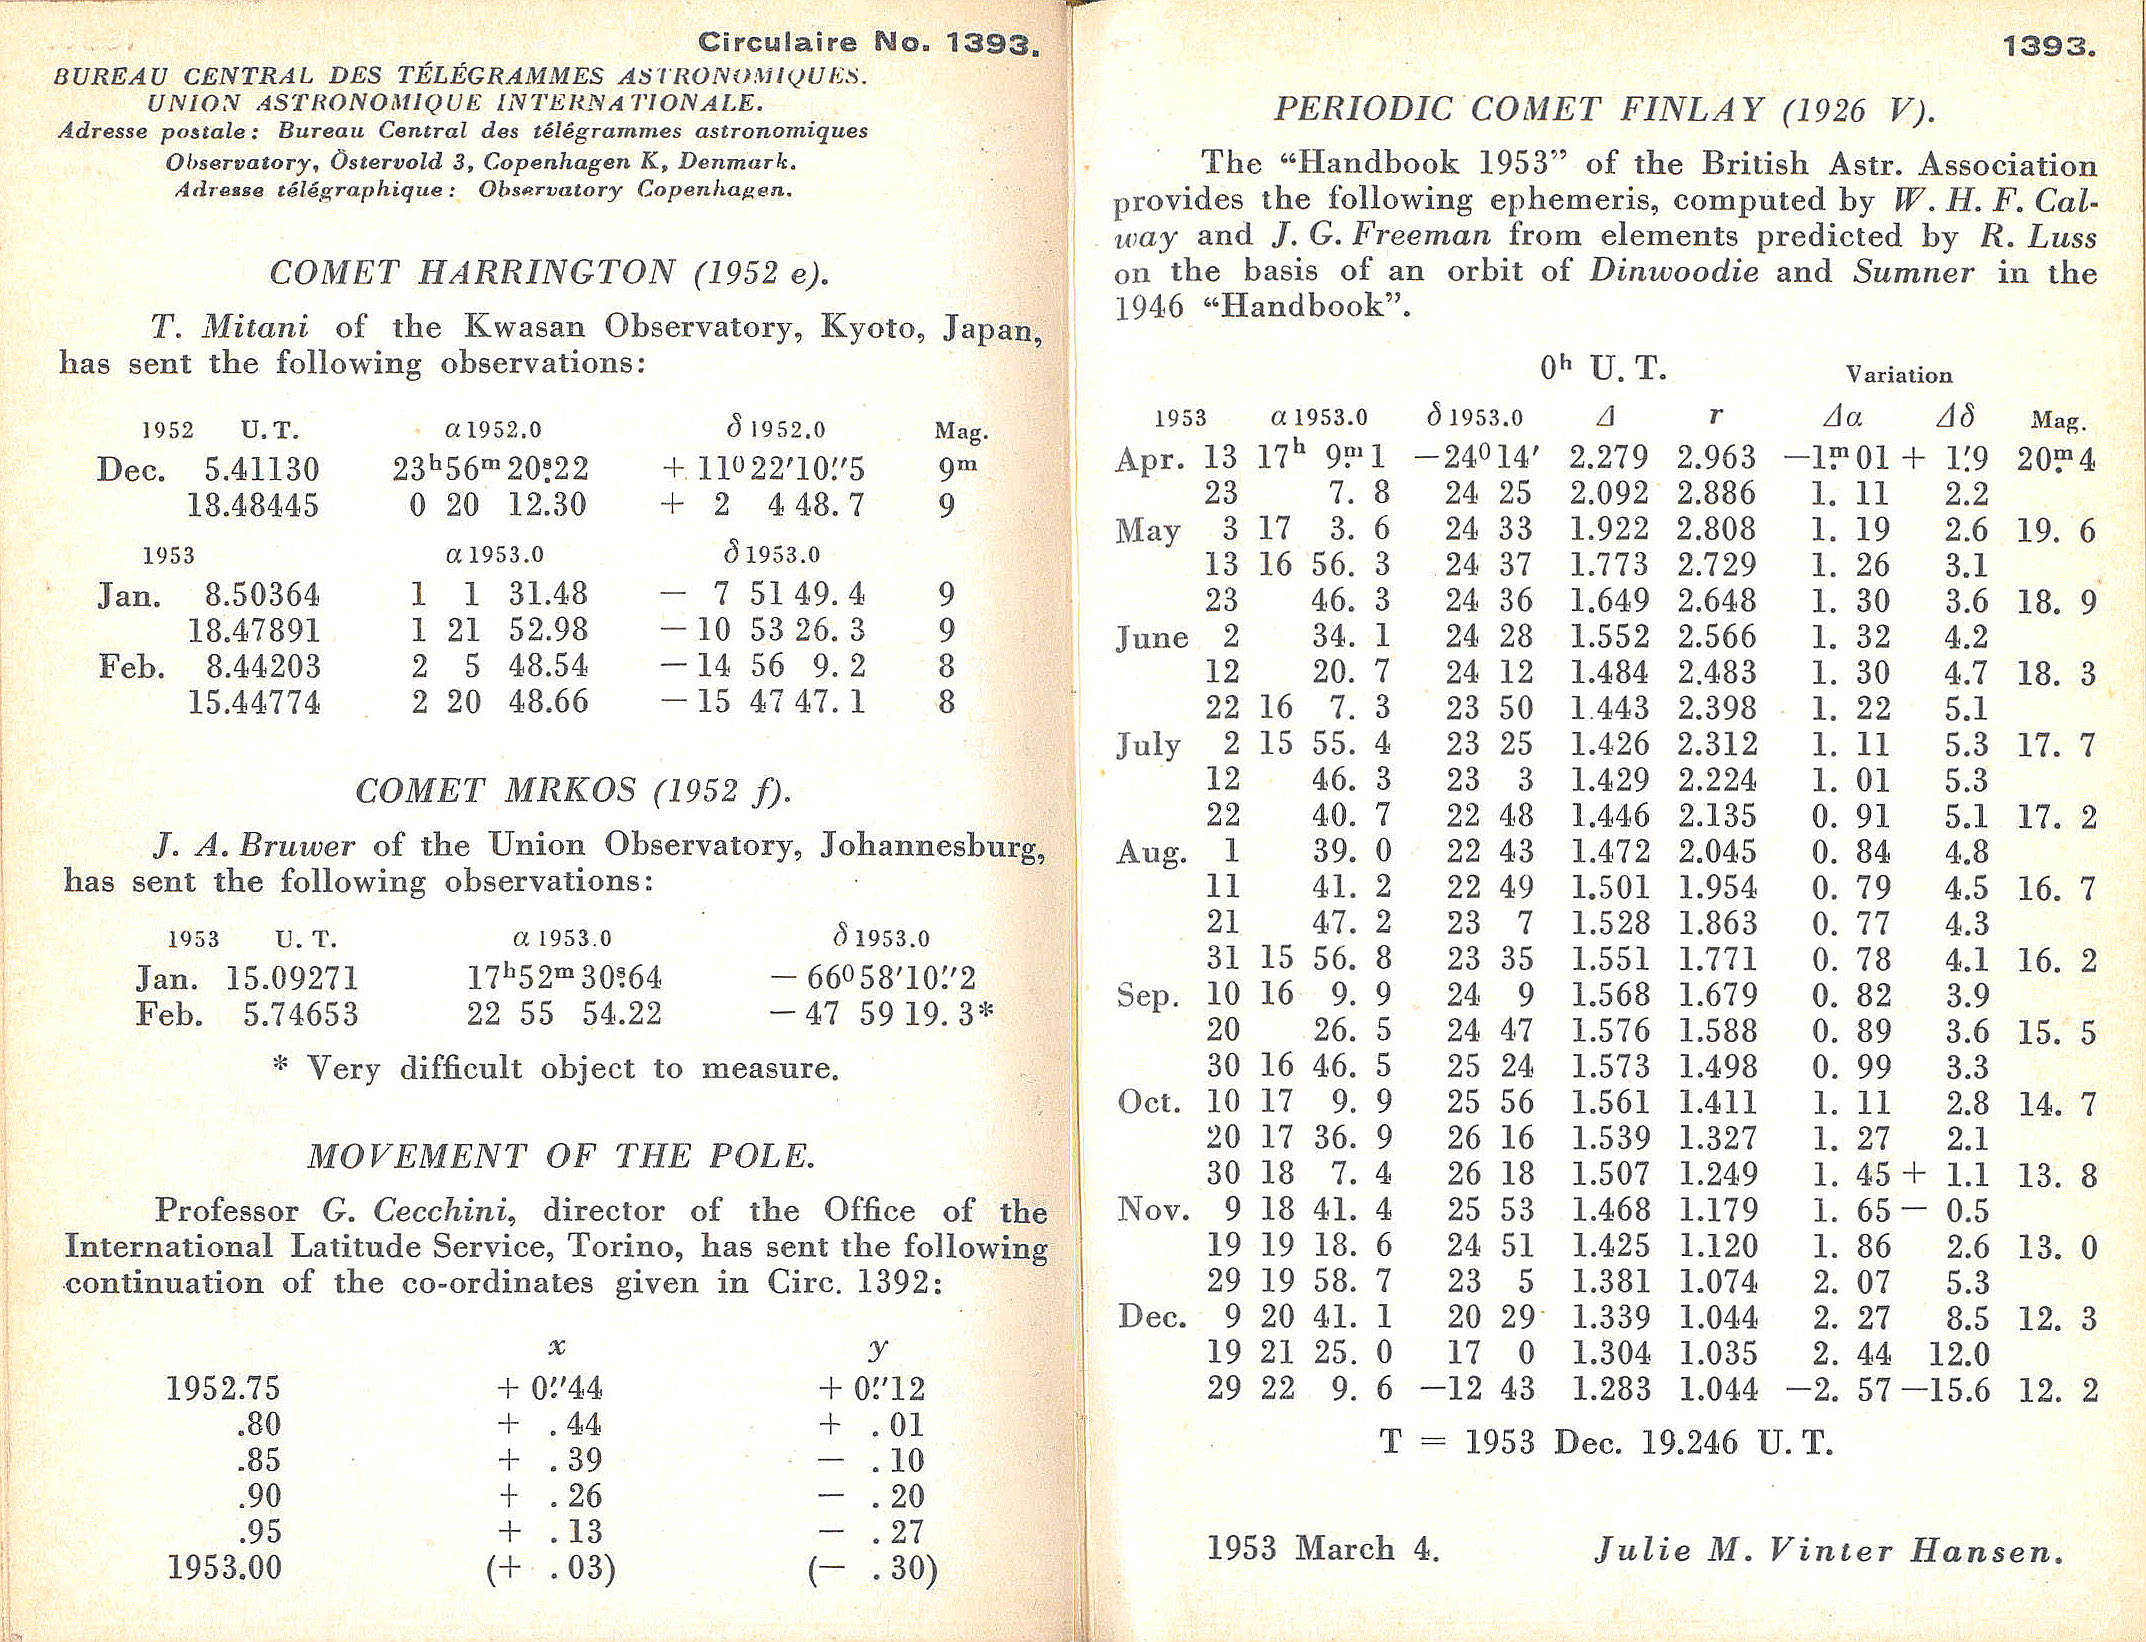 Circulaire No. 1393.
BUREAU CENTRAL DES TÉLÉGRAMMES ASTRONOMIQUES.
UNION ASTRONOMIQUE INTERNATIONALE.
Adresse postale: Bureau Central des télégrammes astronomiques
Observatory, Östervold 3, Copenhagen K, Denmark.
Adresse télégraphique: Observatory Copenhagen.
COMET HARRINGTON (1952 e).
T. Mitani of the Kwasan Observatory, Kyoto, Japan,
has sent the following observations:
1952 U.T. α 1952.0 δ 1952.0 Mag.
Dec. 5.41130 23ʰ56ᵐ20ˢ.22 + 11⁰22′10″.5 9ᵐ
18.48445 0 20 12.30 + 2 4 48.7 9
1953 α 1953.0 δ 1953.0
Jan. 8.50364 1 1 31.48 − 7 51 49.4 9
18.47891 1 21 52.98 − 10 53 26.3 9
Feb. 8.44203 2 5 48.54 − 14 56 9.2 8
15.44774 2 20 48.66 − 15 47 47.1 8
COMET MRKOS (1952 f).
J. A. Bruwer of the Union Observatory, Johannesburg,
has sent the following observations:
1953 U.T. α 1953.0 δ 1953.0
Jan. 15.09271 17ʰ52ᵐ30ˢ.64 − 66⁰58′10″.2
Feb. 5.74653 22 55 54.22 − 47 59 19.3*
* Very difficult object to measure.
MOVEMENT OF THE POLE.
Professor G. Cecchini, director of the Office of the
International Latitude Service, Torino, has sent the following
continuation of the co-ordinates given in Circ. 1392:
x y
1952.75 + 0″.44 + 0″.12
.80 + .44 + .01
.85 + .39 − .10
.90 + .26 − .20
.95 + .13 − .27
1953.00 (+ .03) (− .30)
1393.
PERIODIC COMET FINLAY (1926 V).
The “Handbook 1953” of the British Astr. Association
provides the following ephemeris, computed by W. H. F. Cal-
way and J. G. Freeman from elements predicted by R. Luss
on the basis of an orbit of Dinwoodie and Sumner in the
1946 “Handbook”.
0ʰ U.T. Variation
1953 α 1953.0 δ 1953.0 Δ r Δα Δδ Mag.
Apr. 13 17ʰ 9ᵐ.1 −24⁰14′ 2.279 2.963 −1ᵐ.01 + 1′.9 20ᵐ.4
23 7.8 24 25 2.092 2.886 1.11 2.2
May 3 17 3.6 24 33 1.922 2.808 1.19 2.6 19.6
13 16 56.3 24 37 1.773 2.729 1.26 3.1
23 46.3 24 36 1.649 2.648 1.30 3.6 18.9
June 2 34.1 24 28 1.552 2.566 1.32 4.2
12 20.7 24 12 1.484 2.483 1.30 4.7 18.3
22 16 7.3 23 50 1.443 2.398 1.22 5.1
July 2 15 55.4 23 25 1.426 2.312 1.11 5.3 17.7
12 46.3 23 3 1.429 2.224 1.01 5.3
22 40.7 22 48 1.446 2.135 0.91 5.1 17.2
Aug. 1 39.0 22 43 1.472 2.045 0.84 4.8
11 41.2 22 49 1.501 1.954 0.79 4.5 16.7
21 47.2 23 7 1.528 1.863 0.77 4.3
31 15 56.8 23 35 1.551 1.771 0.78 4.1 16.2
Sep. 10 16 9.9 24 9 1.568 1.679 0.82 3.9
20 26.5 24 47 1.576 1.588 0.89 3.6 15.5
30 16 46.5 25 24 1.573 1.498 0.99 3.3
Oct. 10 17 9.9 25 56 1.561 1.411 1.11 2.8 14.7
20 17 36.9 26 16 1.539 1.327 1.27 2.1
30 18 7.4 26 18 1.507 1.249 1.45 + 1.1 13.8
Nov. 9 18 41.4 25 53 1.468 1.179 1.65 − 0.5
19 19 18.6 24 51 1.425 1.120 1.86 2.6 13.0
29 19 58.7 23 5 1.381 1.074 2.07 5.3
Dec. 9 20 41.1 20 29 1.339 1.044 2.27 8.5 12.3
19 21 25.0 17 0 1.304 1.035 2.44 12.0
29 22 9.6 −12 43 1.283 1.044 −2.57 −15.6 12.2
T = 1953 Dec. 19.246 U.T.
1953 March 4. Julie M. Vinter Hansen.